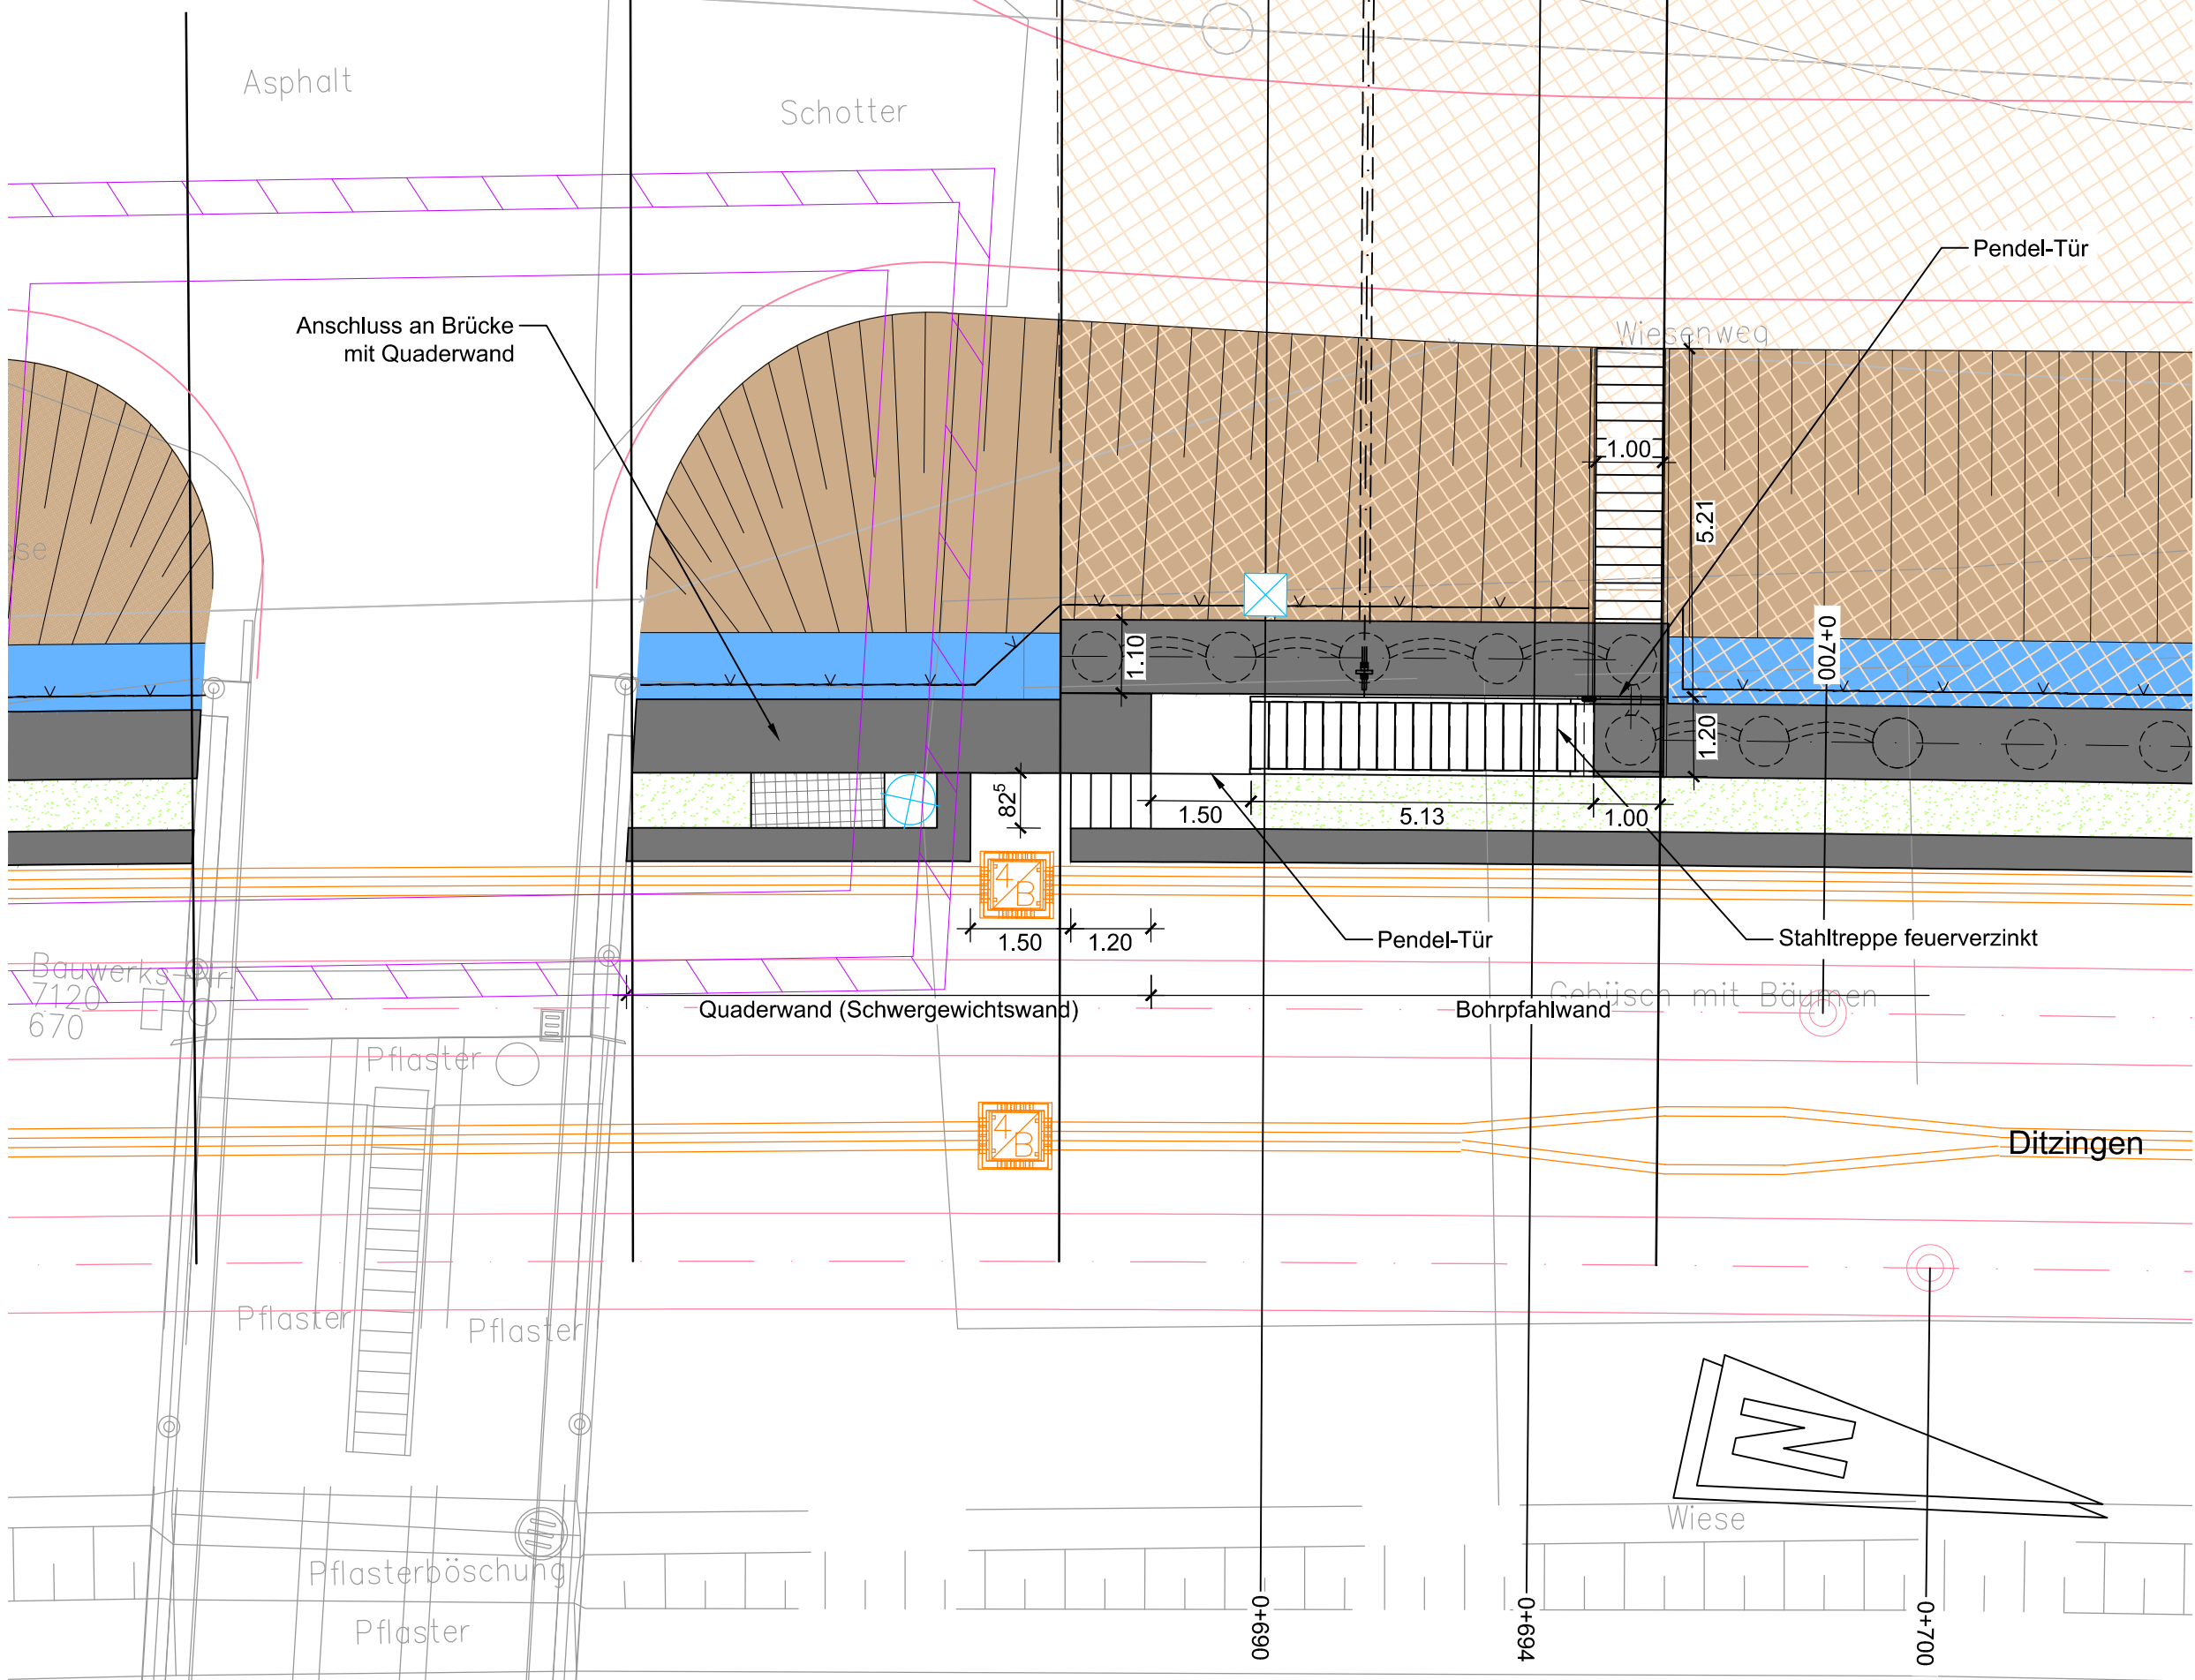 Asphalt
Schotter
Pendel-Tür
Anschluss an Brücke
mit Quaderwand
Wiesenweg
1.00
5.21
0+700
1.10
1.20
82⁵
1.50
5.13
1.00
4
B
1.50
1.20
Pendel-Tür
Stahltreppe feuerverzinkt
Bauwerks-Nr.
7120
670
Quaderwand (Schwergewichtswand)
Bohrpfahlwand
Gebüsch mit Bäumen
Pflaster
4
B
Ditzingen
Pflaster
Pflaster
N
Wiese
Pflasterböschung
Pflaster
0+690
0+694
0+700